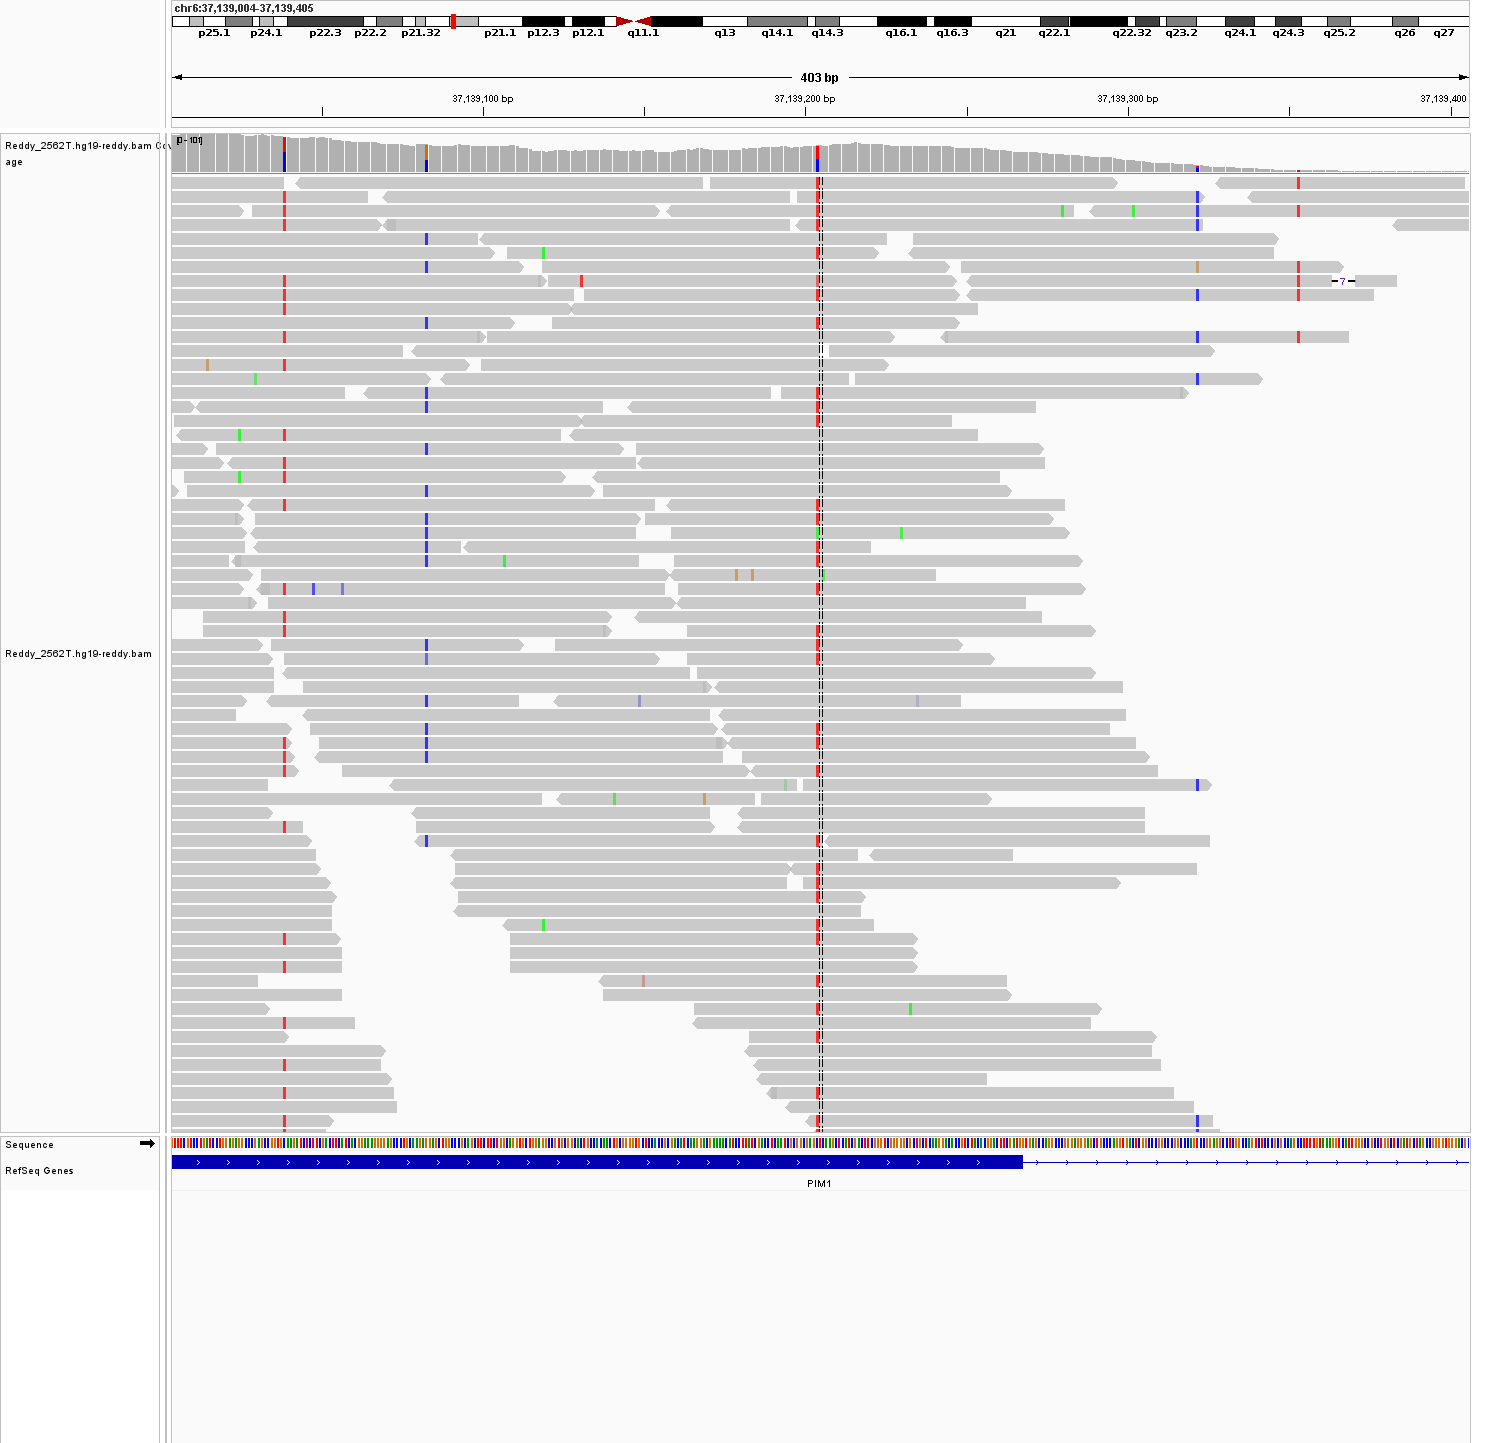 chr6:37,139,004-37,139,405
p25.1 p24.1 p22.3 p22.2 p21.32 p21.1 p12.3 p12.1 q11.1 q13 q14.1 q14.3 q16.1 q16.3 q21 q22.1 q22.32 q23.2 q24.1 q24.3 q25.2 q26 q27
403 bp
37,139,100 bp 37,139,200 bp 37,139,300 bp 37,139,400
[0 - 101]
Reddy_2562T.hg19-reddy.bam Cov
age
7
Reddy_2562T.hg19-reddy.bam
Sequence
RefSeq Genes
PIM1